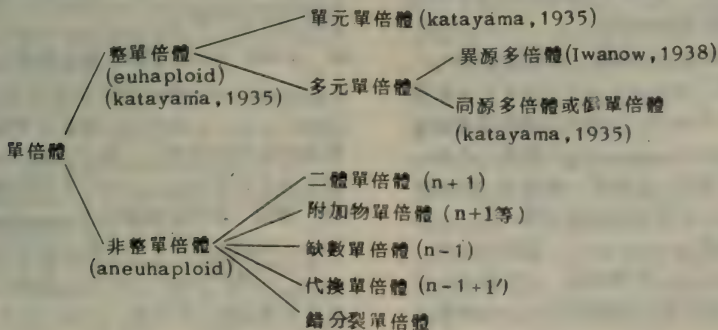 單元單倍體 (katayama, 1935)
整單倍體
(euhaploid)
(katayama, 1935)
多元單倍體
異源多倍體 (Iwanow, 1938)
同源多倍體或單倍體
(katayama, 1935)
單倍體
二體單倍體 (n+1)
附加物單倍體 (n+1等)
非整單倍體
(aneuhaploid)
缺數單倍體 (n-1)
代換單倍體 (n-1+1′)
錯分裂單倍體